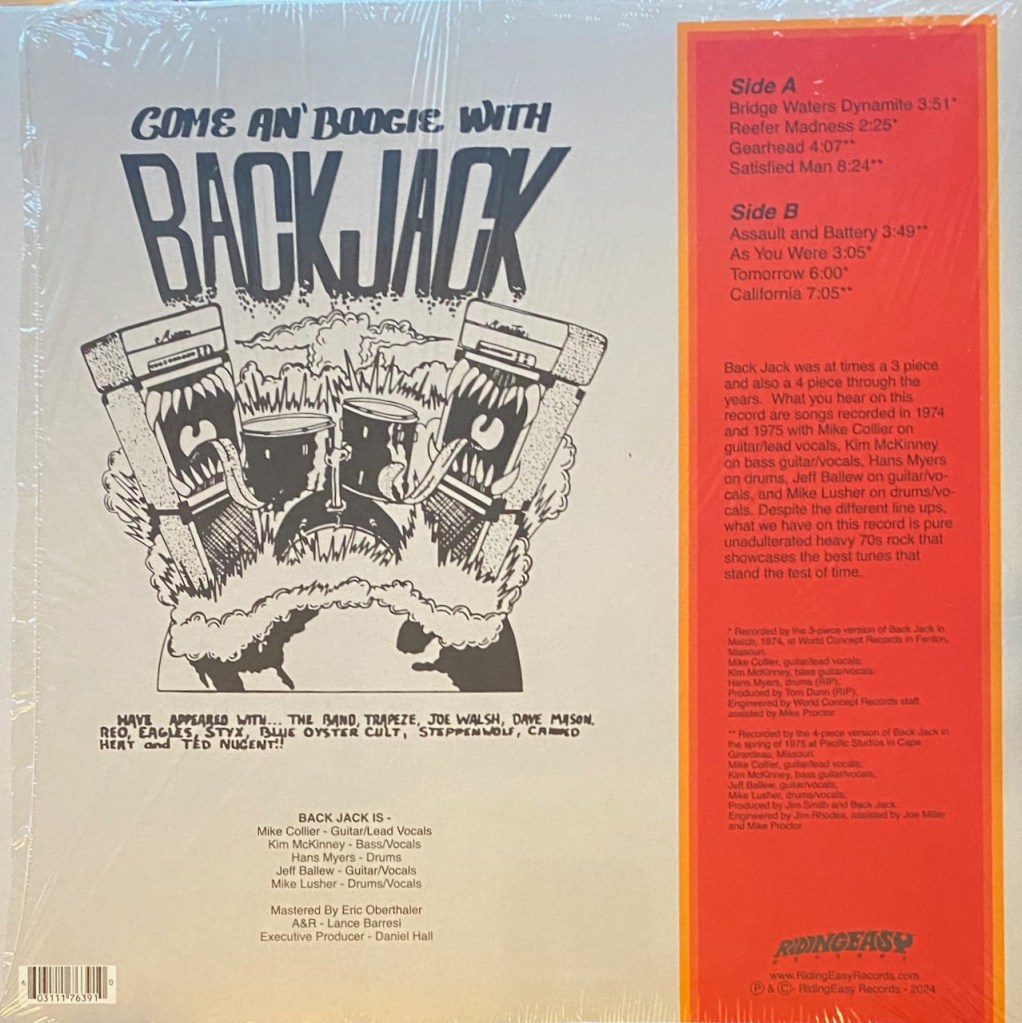 COME AN' BOOGIE WITH
BACK JACK
HAVE APPEARED WITH... THE BAND, TRAPEZE, JOE WALSH, DAVE MASON,
REO, EAGLES, STYX, BLUE OYSTER CULT, STEPPENWOLF, CANNED
HEAT and TED NUGENT!!
BACK JACK IS -
Mike Collier - Guitar/Lead Vocals
Kim McKinney - Bass/Vocals
Hans Myers - Drums
Jeff Ballew - Guitar/Vocals
Mike Lusher - Drums/Vocals
Mastered By Eric Oberthaler
A&R - Lance Barresi
Executive Producer - Daniel Hall
6 03111 76391 0
Side A
Bridge Waters Dynamite 3:51*
Reefer Madness 2:25*
Gearhead 4:07**
Satisfied Man 8:24**
Side B
Assault and Battery 3:49**
As You Were 3:05*
Tomorrow 6:00*
California 7:05**
Back Jack was at times a 3 piece
and also a 4 piece through the
years. What you hear on this
record are songs recorded in 1974
and 1975 with Mike Collier on
guitar/lead vocals, Kim McKinney
on bass guitar/vocals, Hans Myers
on drums, Jeff Ballew on guitar/vo-
cals, and Mike Lusher on drums/vo-
cals. Despite the different line ups,
what we have on this record is pure
unadulterated heavy 70s rock that
showcases the best tunes that
stand the test of time.
* Recorded by the 3-piece version of Back Jack in
March, 1974, at World Concept Records in Fenton,
Missouri.
Mike Collier, guitar/lead vocals;
Kim McKinney, bass guitar/vocals;
Hans Myers, drums (RIP).
Produced by Tom Dunn (RIP).
Engineered by World Concept Records staff,
assisted by Mike Proctor.
** Recorded by the 4-piece version of Back Jack in
the spring of 1975 at Pacific Studios in Cape
Girardeau, Missouri.
Mike Collier, guitar/lead vocals;
Kim McKinney, bass guitar/vocals;
Jeff Ballew, guitar/vocals;
Mike Lusher, drums/vocals;
Produced by Jim Smith and Back Jack.
Engineered by Jim Rhodes, assisted by Joe Miller
and Mike Proctor
RIDINGEASY
RECORDS
www.RidingEasyRecords.com
Ⓟ & Ⓒ- RidingEasy Records - 2024